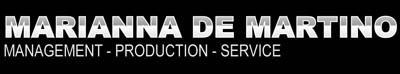 MARIANNA DE MARTINO
MANAGEMENT - PRODUCTION - SERVICE